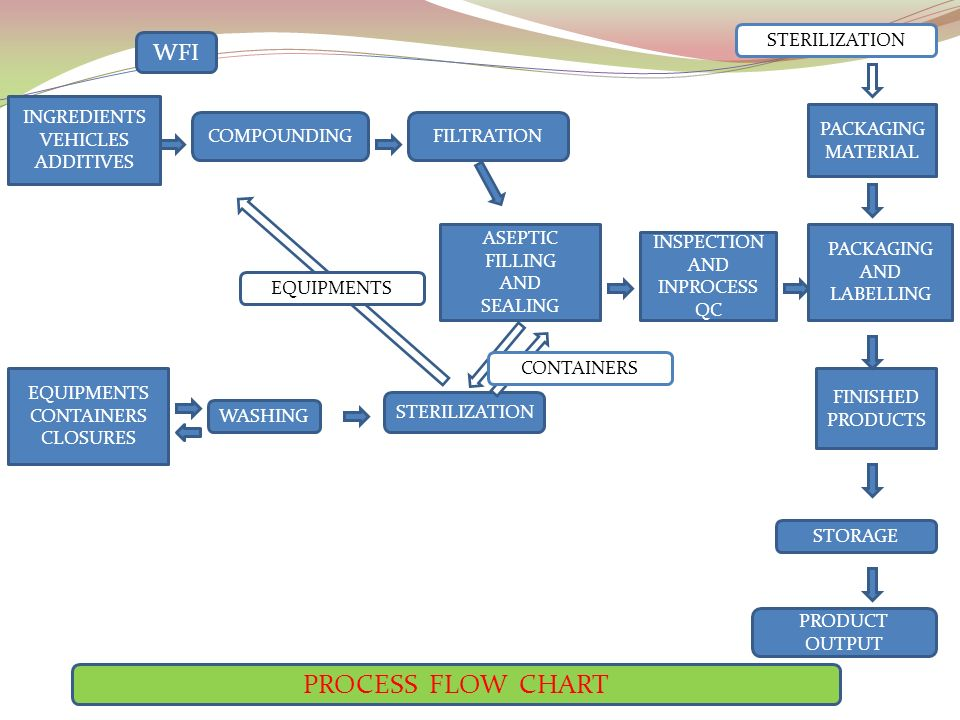 WFI
STERILIZATION
INGREDIENTS
VEHICLES
ADDITIVES
COMPOUNDING
FILTRATION
PACKAGING
MATERIAL
ASEPTIC
FILLING
AND
SEALING
INSPECTION
AND
INPROCESS
QC
PACKAGING
AND
LABELLING
EQUIPMENTS
CONTAINERS
EQUIPMENTS
CONTAINERS
CLOSURES
WASHING
STERILIZATION
FINISHED
PRODUCTS
STORAGE
PRODUCT
OUTPUT
PROCESS FLOW CHART